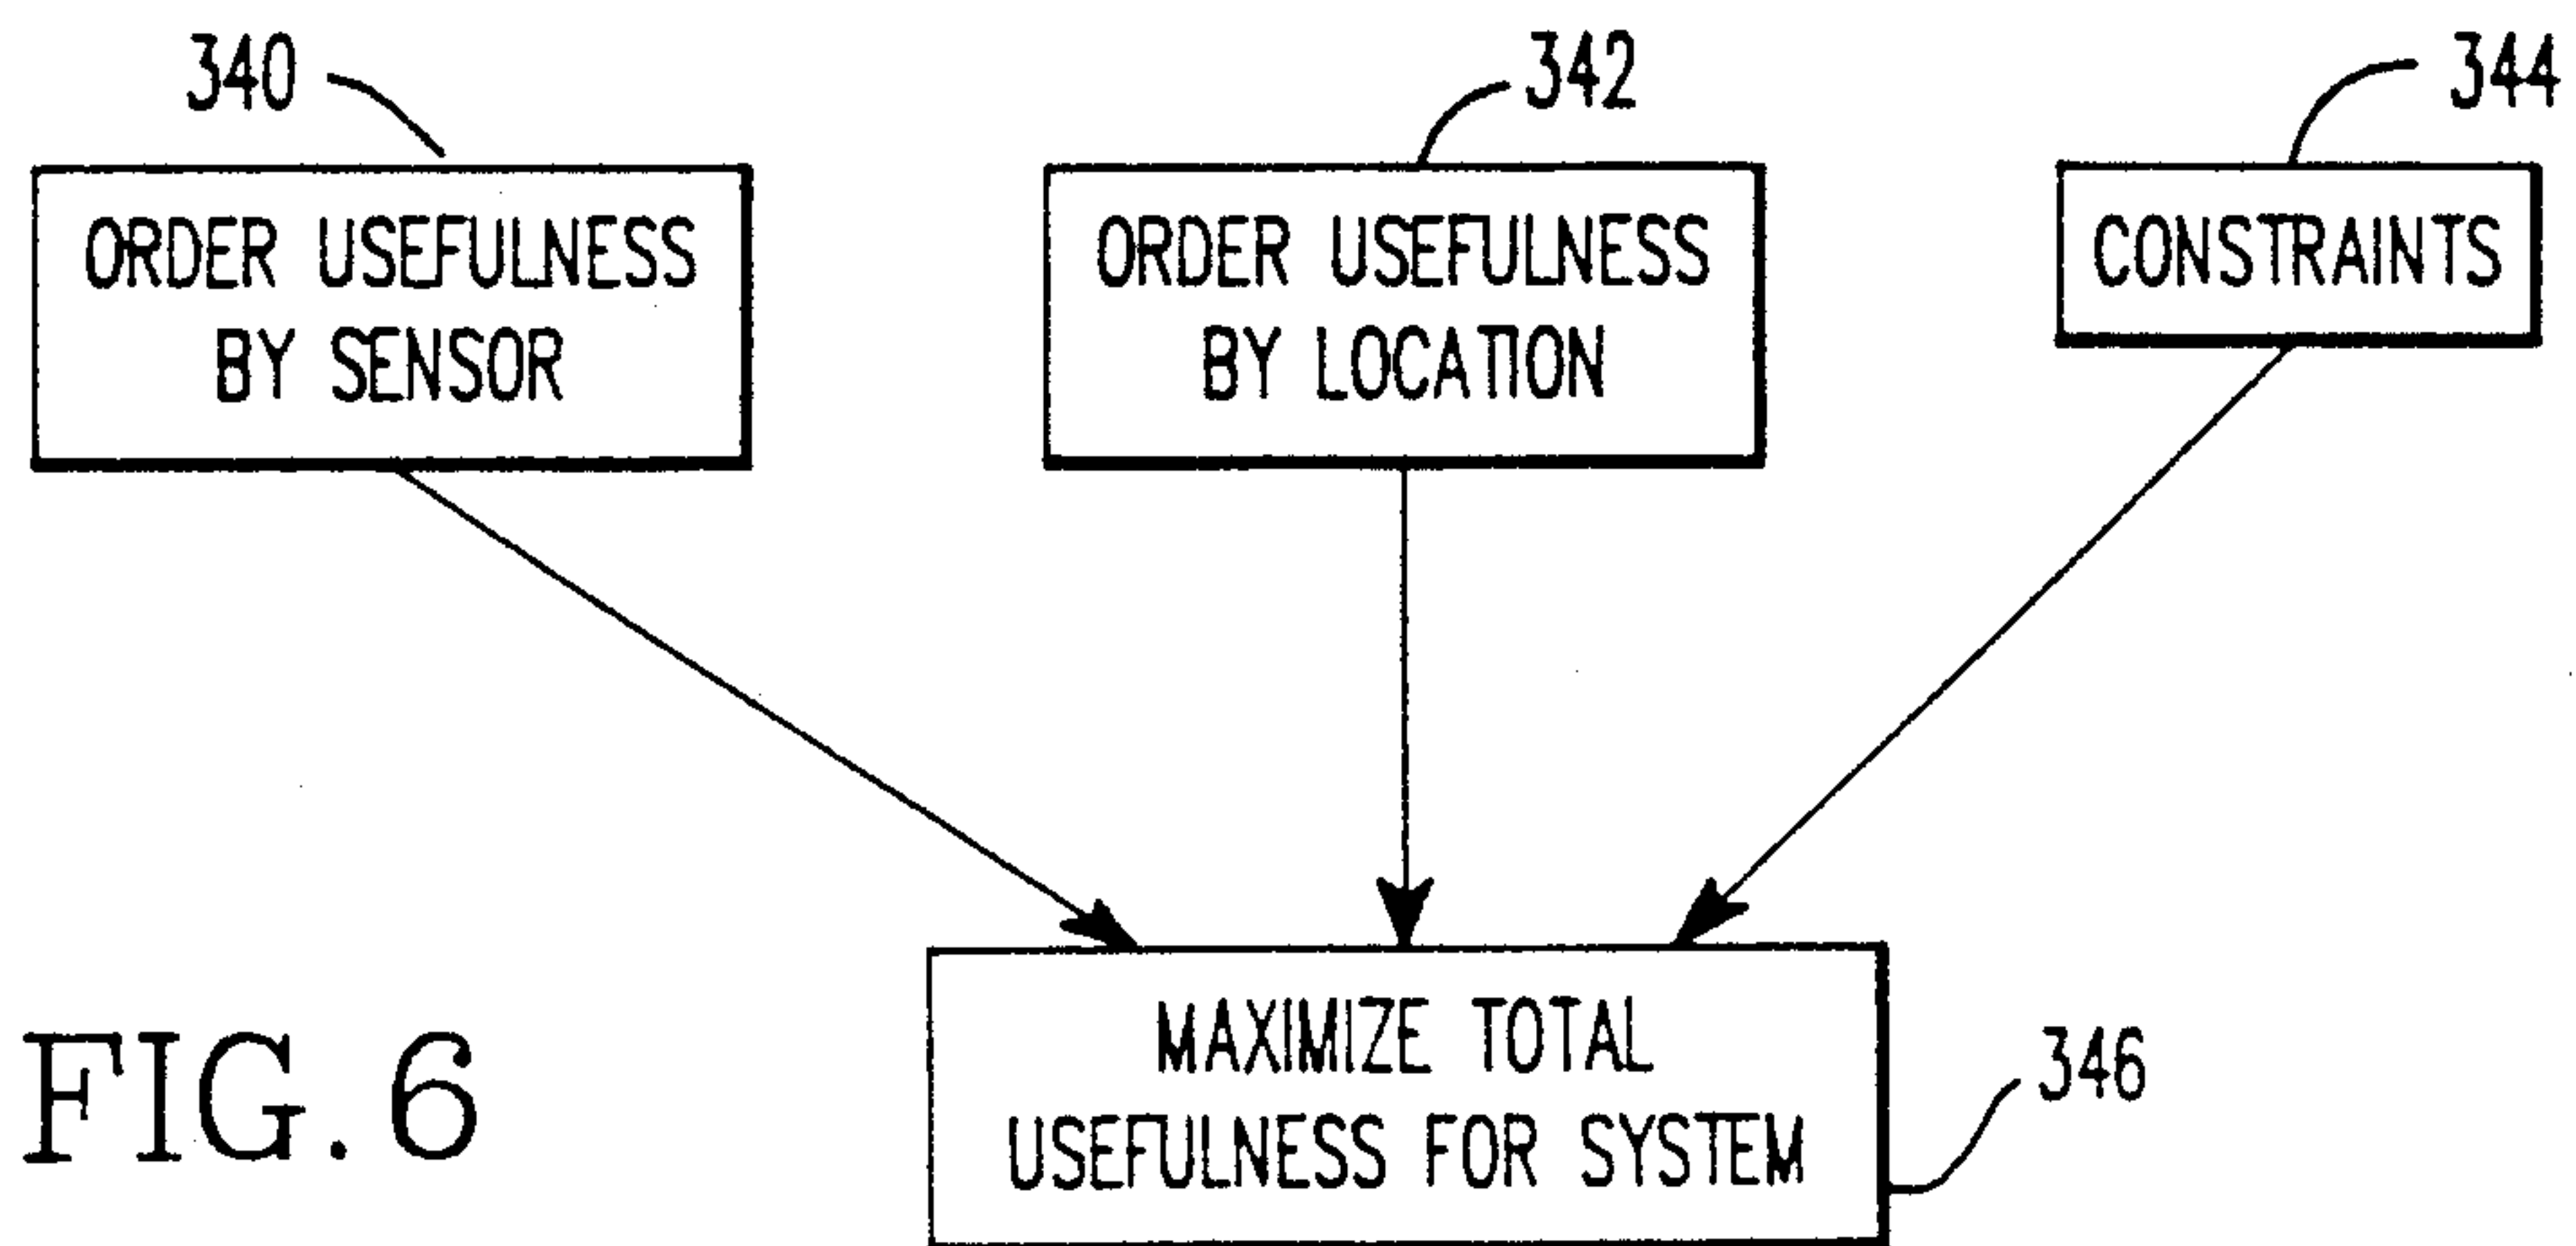 340
342
344
ORDER USEFULNESS
BY SENSOR
ORDER USEFULNESS
BY LOCATION
CONSTRAINTS
MAXIMIZE TOTAL
USEFULNESS FOR SYSTEM
346
FIG. 6